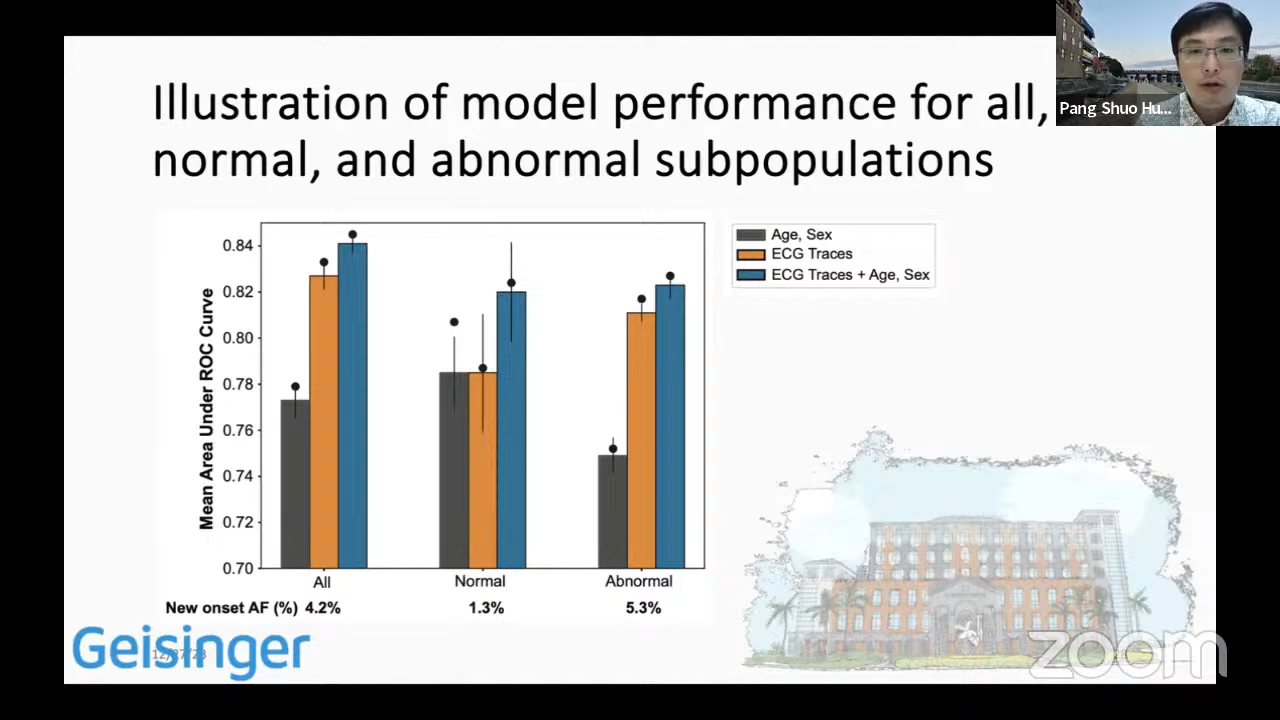 Illustration of model performance for all,
normal, and abnormal subpopulations
Pang Shuo Hu...
Mean Area Under ROC Curve
0.84
0.82
0.80
0.78
0.76
0.74
0.72
0.70
Age, Sex
ECG Traces
ECG Traces + Age, Sex
All
Normal
Abnormal
New onset AF (%) 4.2%
1.3%
5.3%
Geisinger
zoom